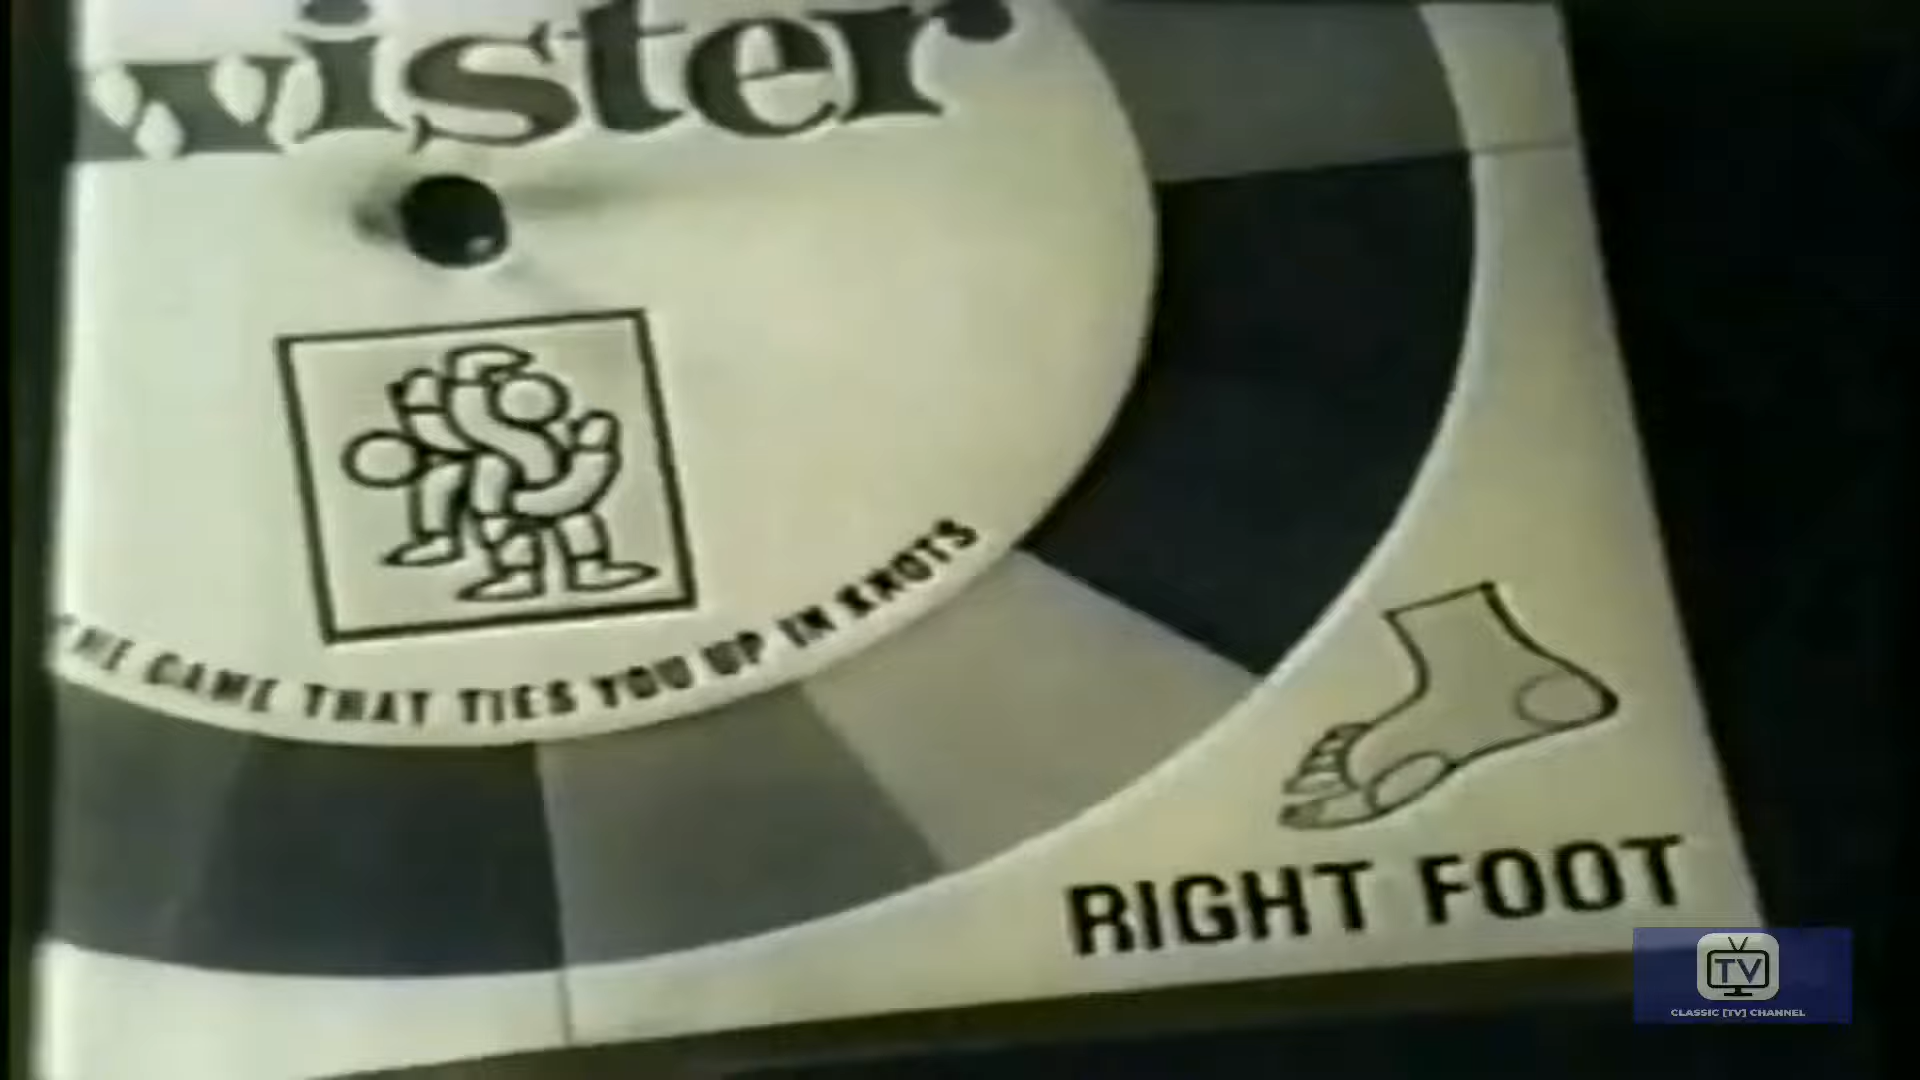 wister
THE GAME THAT TIES YOU UP IN KNOTS
RIGHT FOOT
TV
CLASSIC [TV] CHANNEL